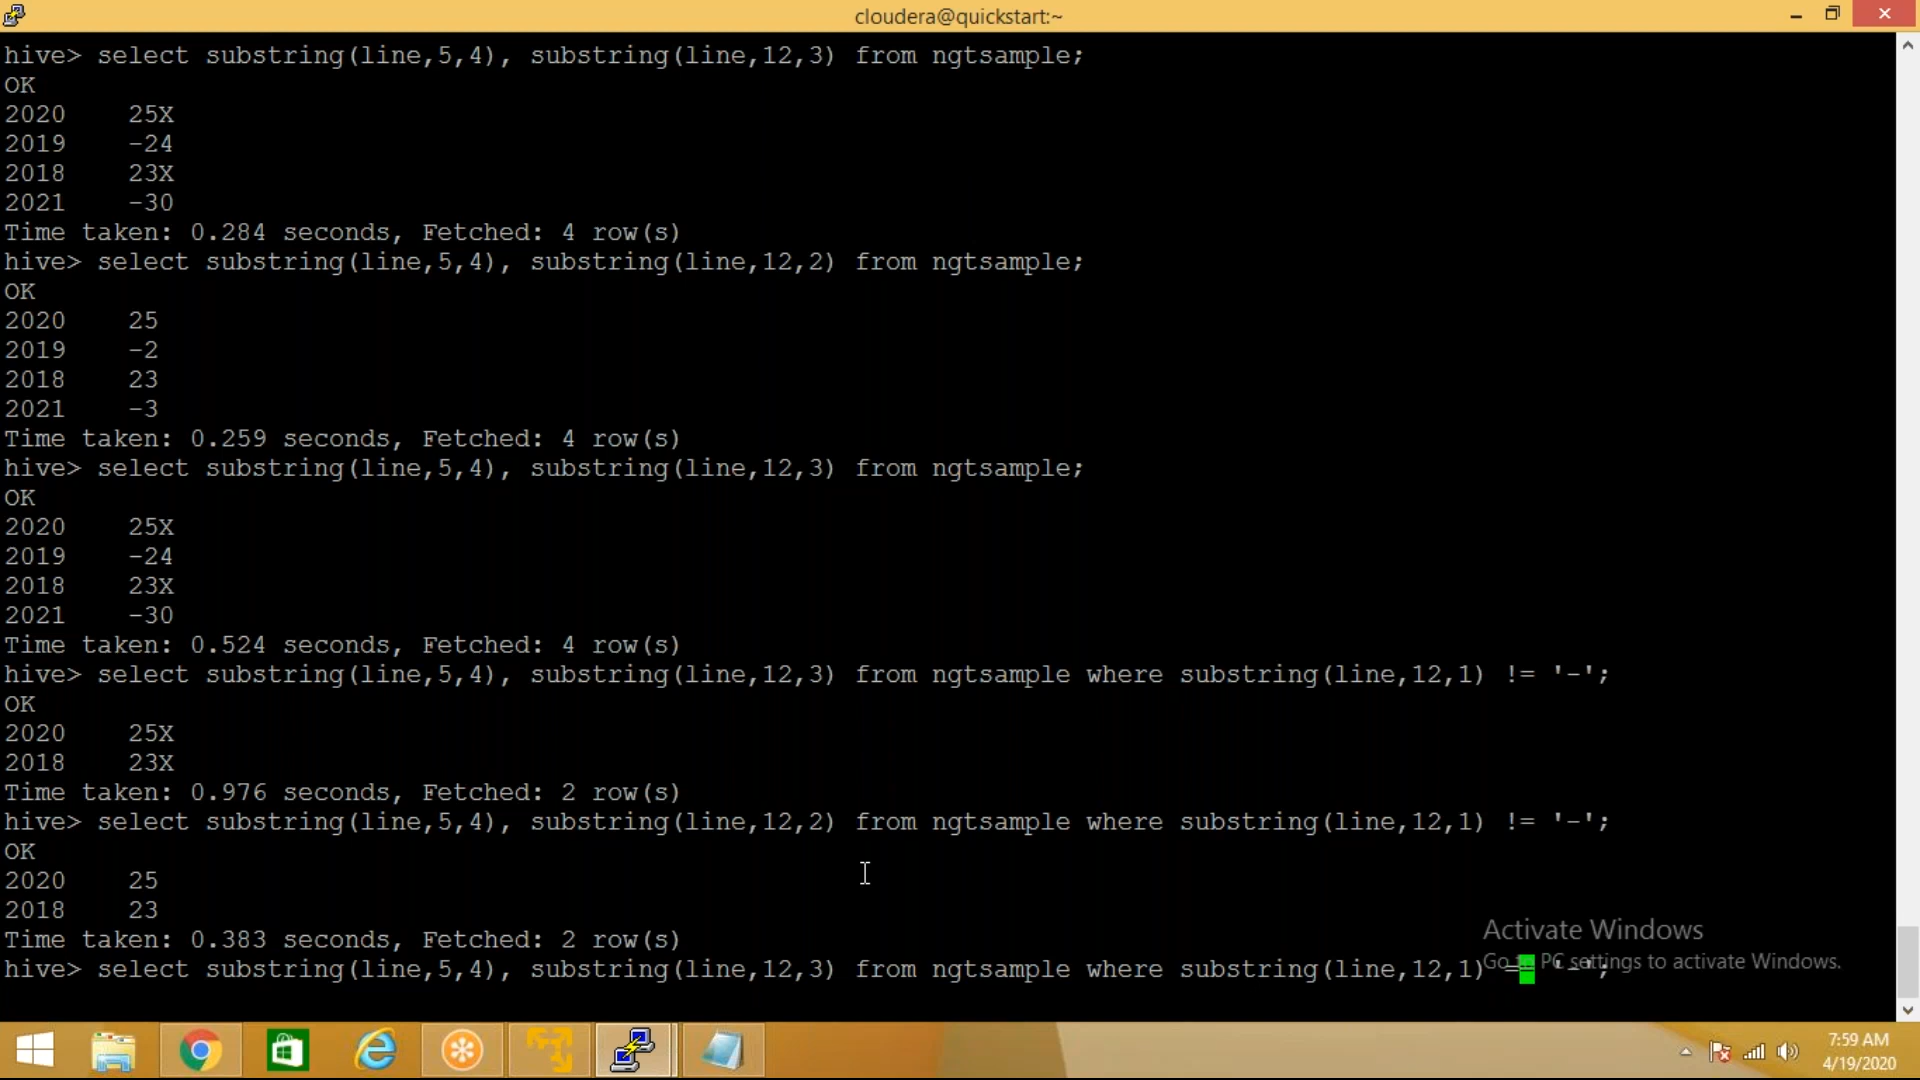 cloudera@quickstart:~
hive> select substring(line,5,4), substring(line,12,3) from ngtsample;
OK
2020 25X
2019 -24
2018 23X
2021 -30
Time taken: 0.284 seconds, Fetched: 4 row(s)
hive> select substring(line,5,4), substring(line,12,2) from ngtsample;
OK
2020 25
2019 -2
2018 23
2021 -3
Time taken: 0.259 seconds, Fetched: 4 row(s)
hive> select substring(line,5,4), substring(line,12,3) from ngtsample;
OK
2020 25X
2019 -24
2018 23X
2021 -30
Time taken: 0.524 seconds, Fetched: 4 row(s)
hive> select substring(line,5,4), substring(line,12,3) from ngtsample where substring(line,12,1) != '-';
OK
2020 25X
2018 23X
Time taken: 0.976 seconds, Fetched: 2 row(s)
hive> select substring(line,5,4), substring(line,12,2) from ngtsample where substring(line,12,1) != '-';
OK
2020 25
2018 23
Time taken: 0.383 seconds, Fetched: 2 row(s)
Activate Windows
Go to PC settings to activate Windows.
hive> select substring(line,5,4), substring(line,12,3) from ngtsample where substring(line,12,1) == '-';
7:59 AM
4/19/2020